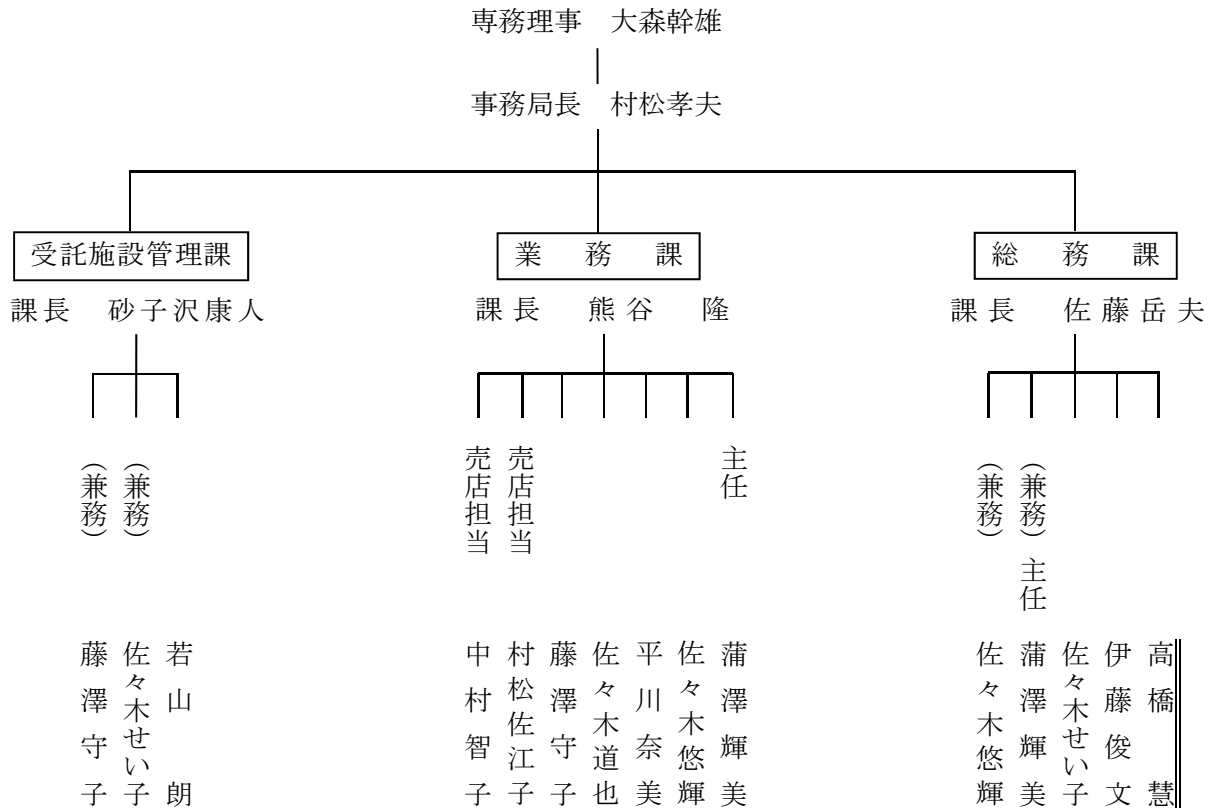 専務理事　大森幹雄
事務局長　村松孝夫
総　務　課
課長　佐藤岳夫
高橋　慧
伊藤俊文
佐々木せい子
（兼務）主任　蒲澤輝美
（兼務）　佐々木悠輝
業　務　課
課長　熊谷　隆
主任　蒲澤輝美
佐々木悠輝
平川奈美
佐々木道也
藤澤守子
売店担当　村松佐江子
売店担当　中村智子
受託施設管理課
課長　砂子沢康人
若山　朗
（兼務）　佐々木せい子
（兼務）　藤澤守子